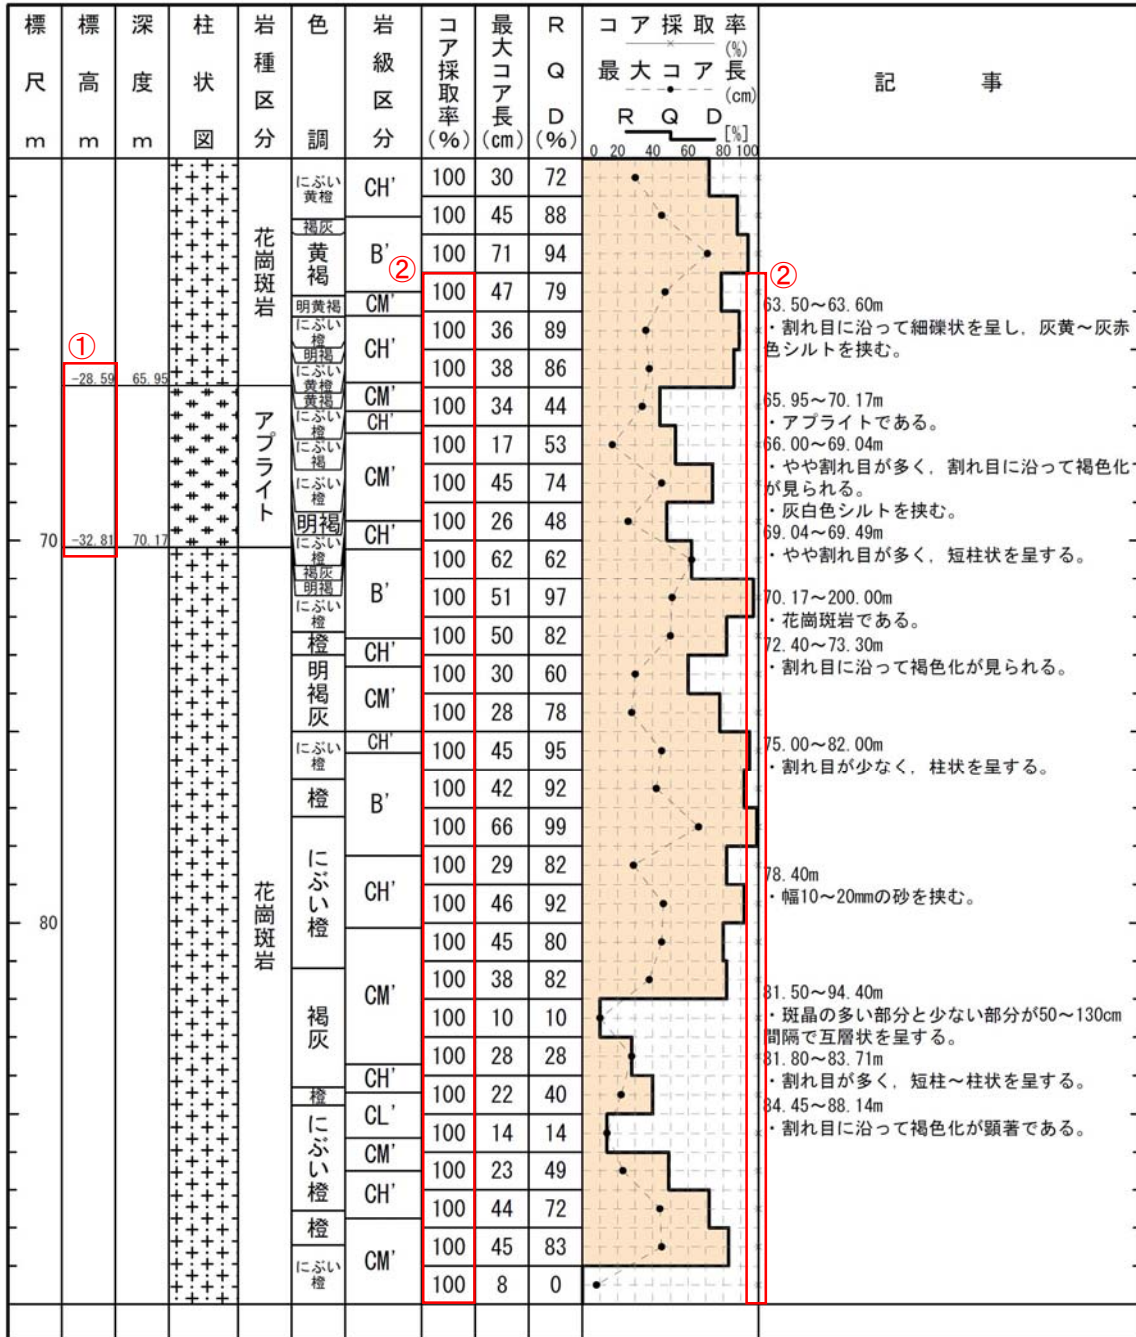 標尺m
標高m
深度m
柱状図
岩種区分
色調
岩級区分
コア採取率(%)
最大コア長(cm)
RQD(%)
コア採取率(%)
最大コア長(cm)
RQD[%]
0 20 40 60 80 100
記事
にぶい黄橙
褐灰
黄褐
明黄褐
にぶい橙
明褐
にぶい黄橙
黄褐
にぶい橙
にぶい褐
にぶい橙
明褐
にぶい橙
褐灰
明褐
にぶい橙
橙
明褐灰
にぶい橙
橙
にぶい橙
褐灰
橙
にぶい橙
橙
にぶい橙
花崗斑岩
アプライト
花崗斑岩
CH'
B'
CM'
CH'
CM'
CH'
CM'
CH'
B'
CH'
CM'
CH'
B'
CH'
CM'
CH'
CL'
CM'
CH'
CM'
①
②
②
-28.59 65.95
-32.81 70.17
70
80
100 30 72
100 45 88
100 71 94
100 47 79
100 36 89
100 38 86
100 34 44
100 17 53
100 45 74
100 26 48
100 62 62
100 51 97
100 50 82
100 30 60
100 28 78
100 45 95
100 42 92
100 66 99
100 29 82
100 46 92
100 45 80
100 38 82
100 10 10
100 28 28
100 22 40
100 14 14
100 23 49
100 44 72
100 45 83
100 8 0
63.50～63.60m
・割れ目に沿って細礫状を呈し，灰黄～灰赤
色シルトを挟む。
65.95～70.17m
・アプライトである。
66.00～69.04m
・やや割れ目が多く，割れ目に沿って褐色化
が見られる。
・灰白色シルトを挟む。
69.04～69.49m
・やや割れ目が多く，短柱状を呈する。
70.17～200.00m
・花崗斑岩である。
72.40～73.30m
・割れ目に沿って褐色化が見られる。
75.00～82.00m
・割れ目が少なく，柱状を呈する。
78.40m
・幅10～20mmの砂を挟む。
81.50～94.40m
・斑晶の多い部分と少ない部分が50～130cm
間隔で互層状を呈する。
81.80～83.71m
・割れ目が多く，短柱～柱状を呈する。
84.45～88.14m
・割れ目に沿って褐色化が顕著である。